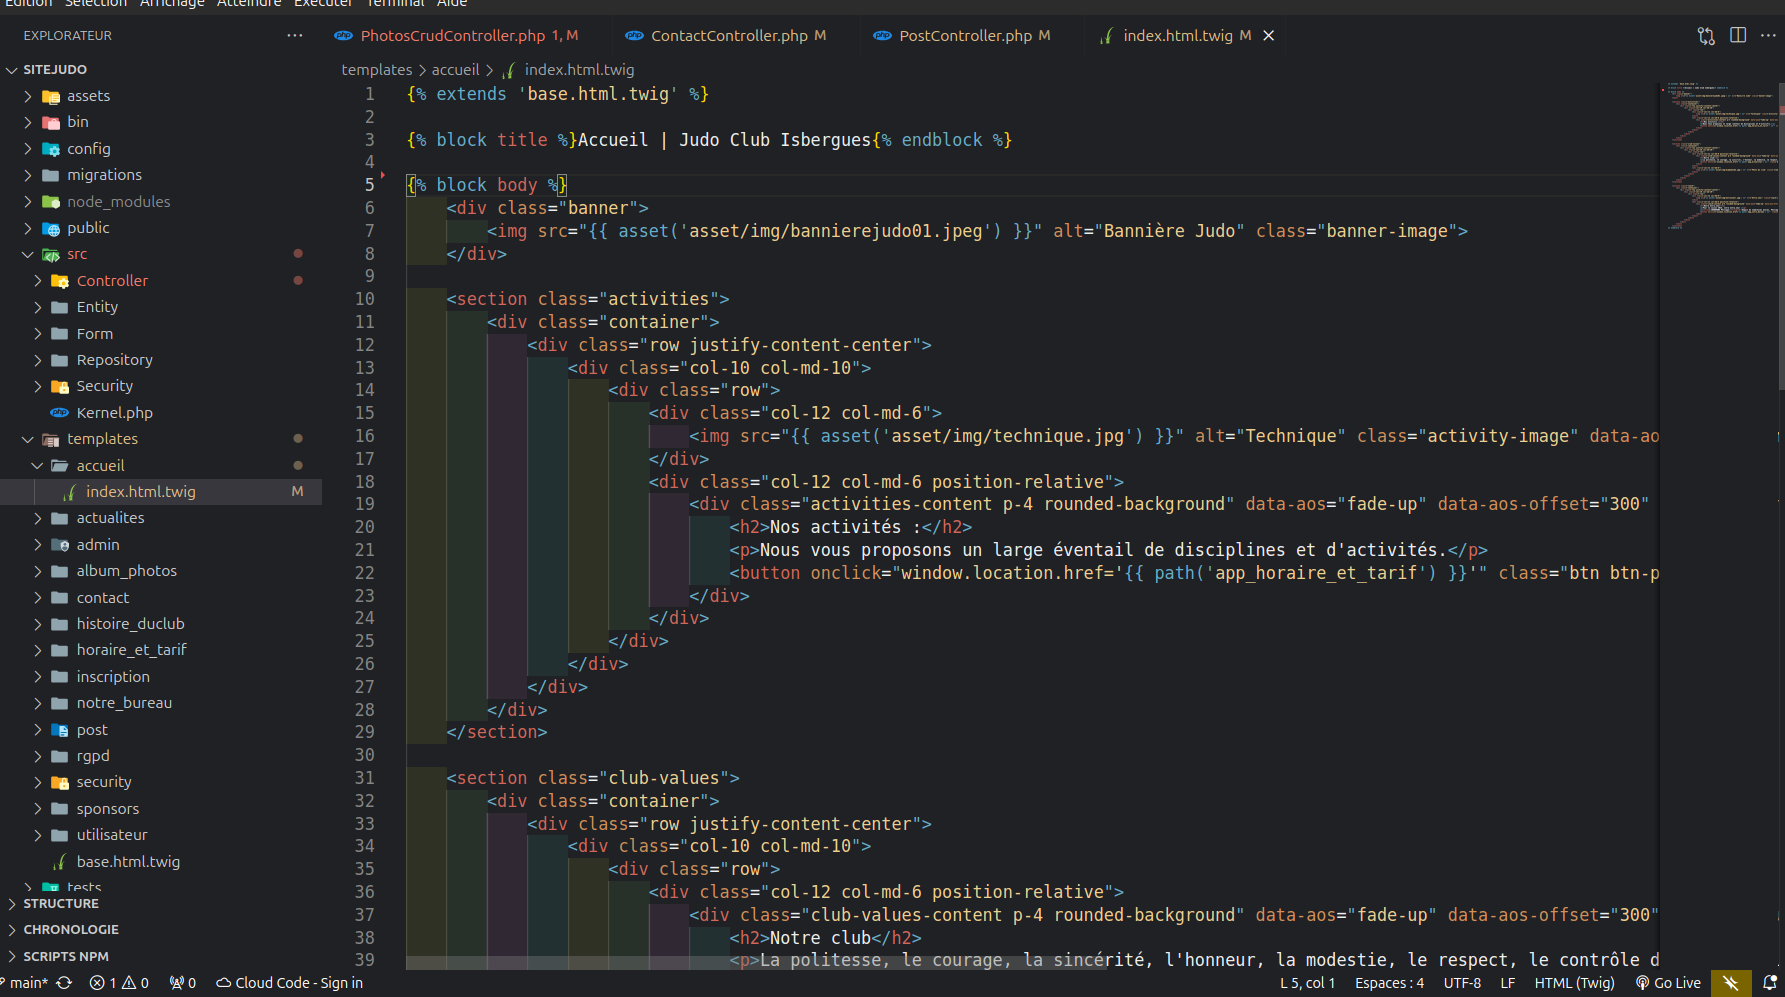 Edition Sélection Affichage Atteindre Exécuter Terminal Aide
EXPLORATEUR
PhotosCrudController.php 1, M
ContactController.php M
PostController.php M
index.html.twig M
SITEJUDO
templates > accueil > index.html.twig
assets
bin
config
migrations
node_modules
public
src
Controller
Entity
Form
Repository
Security
Kernel.php
templates
accueil
index.html.twig M
actualites
admin
album_photos
contact
histoire_duclub
horaire_et_tarif
inscription
notre_bureau
post
rgpd
security
sponsors
utilisateur
base.html.twig
tests
STRUCTURE
CHRONOLOGIE
SCRIPTS NPM
1 {% extends 'base.html.twig' %}
2
3 {% block title %}Accueil | Judo Club Isbergues{% endblock %}
4
5 {% block body %}
6 <div class="banner">
7 <img src="{{ asset('asset/img/bannierejudo01.jpeg') }}" alt="Bannière Judo" class="banner-image">
8 </div>
9
10 <section class="activities">
11 <div class="container">
12 <div class="row justify-content-center">
13 <div class="col-10 col-md-10">
14 <div class="row">
15 <div class="col-12 col-md-6">
16 <img src="{{ asset('asset/img/technique.jpg') }}" alt="Technique" class="activity-image" data-ao
17 </div>
18 <div class="col-12 col-md-6 position-relative">
19 <div class="activities-content p-4 rounded-background" data-aos="fade-up" data-aos-offset="300"
20 <h2>Nos activités :</h2>
21 <p>Nous vous proposons un large éventail de disciplines et d'activités.</p>
22 <button onclick="window.location.href='{{ path('app_horaire_et_tarif') }}'" class="btn btn-p
23 </div>
24 </div>
25 </div>
26 </div>
27 </div>
28 </div>
29 </section>
30
31 <section class="club-values">
32 <div class="container">
33 <div class="row justify-content-center">
34 <div class="col-10 col-md-10">
35 <div class="row">
36 <div class="col-12 col-md-6 position-relative">
37 <div class="club-values-content p-4 rounded-background" data-aos="fade-up" data-aos-offset="300"
38 <h2>Notre club</h2>
39 <p>La politesse, le courage, la sincérité, l'honneur, la modestie, le respect, le contrôle d
main* 1 0 0 Cloud Code - Sign in
L 5, col 1 Espaces : 4 UTF-8 LF HTML (Twig) Go Live